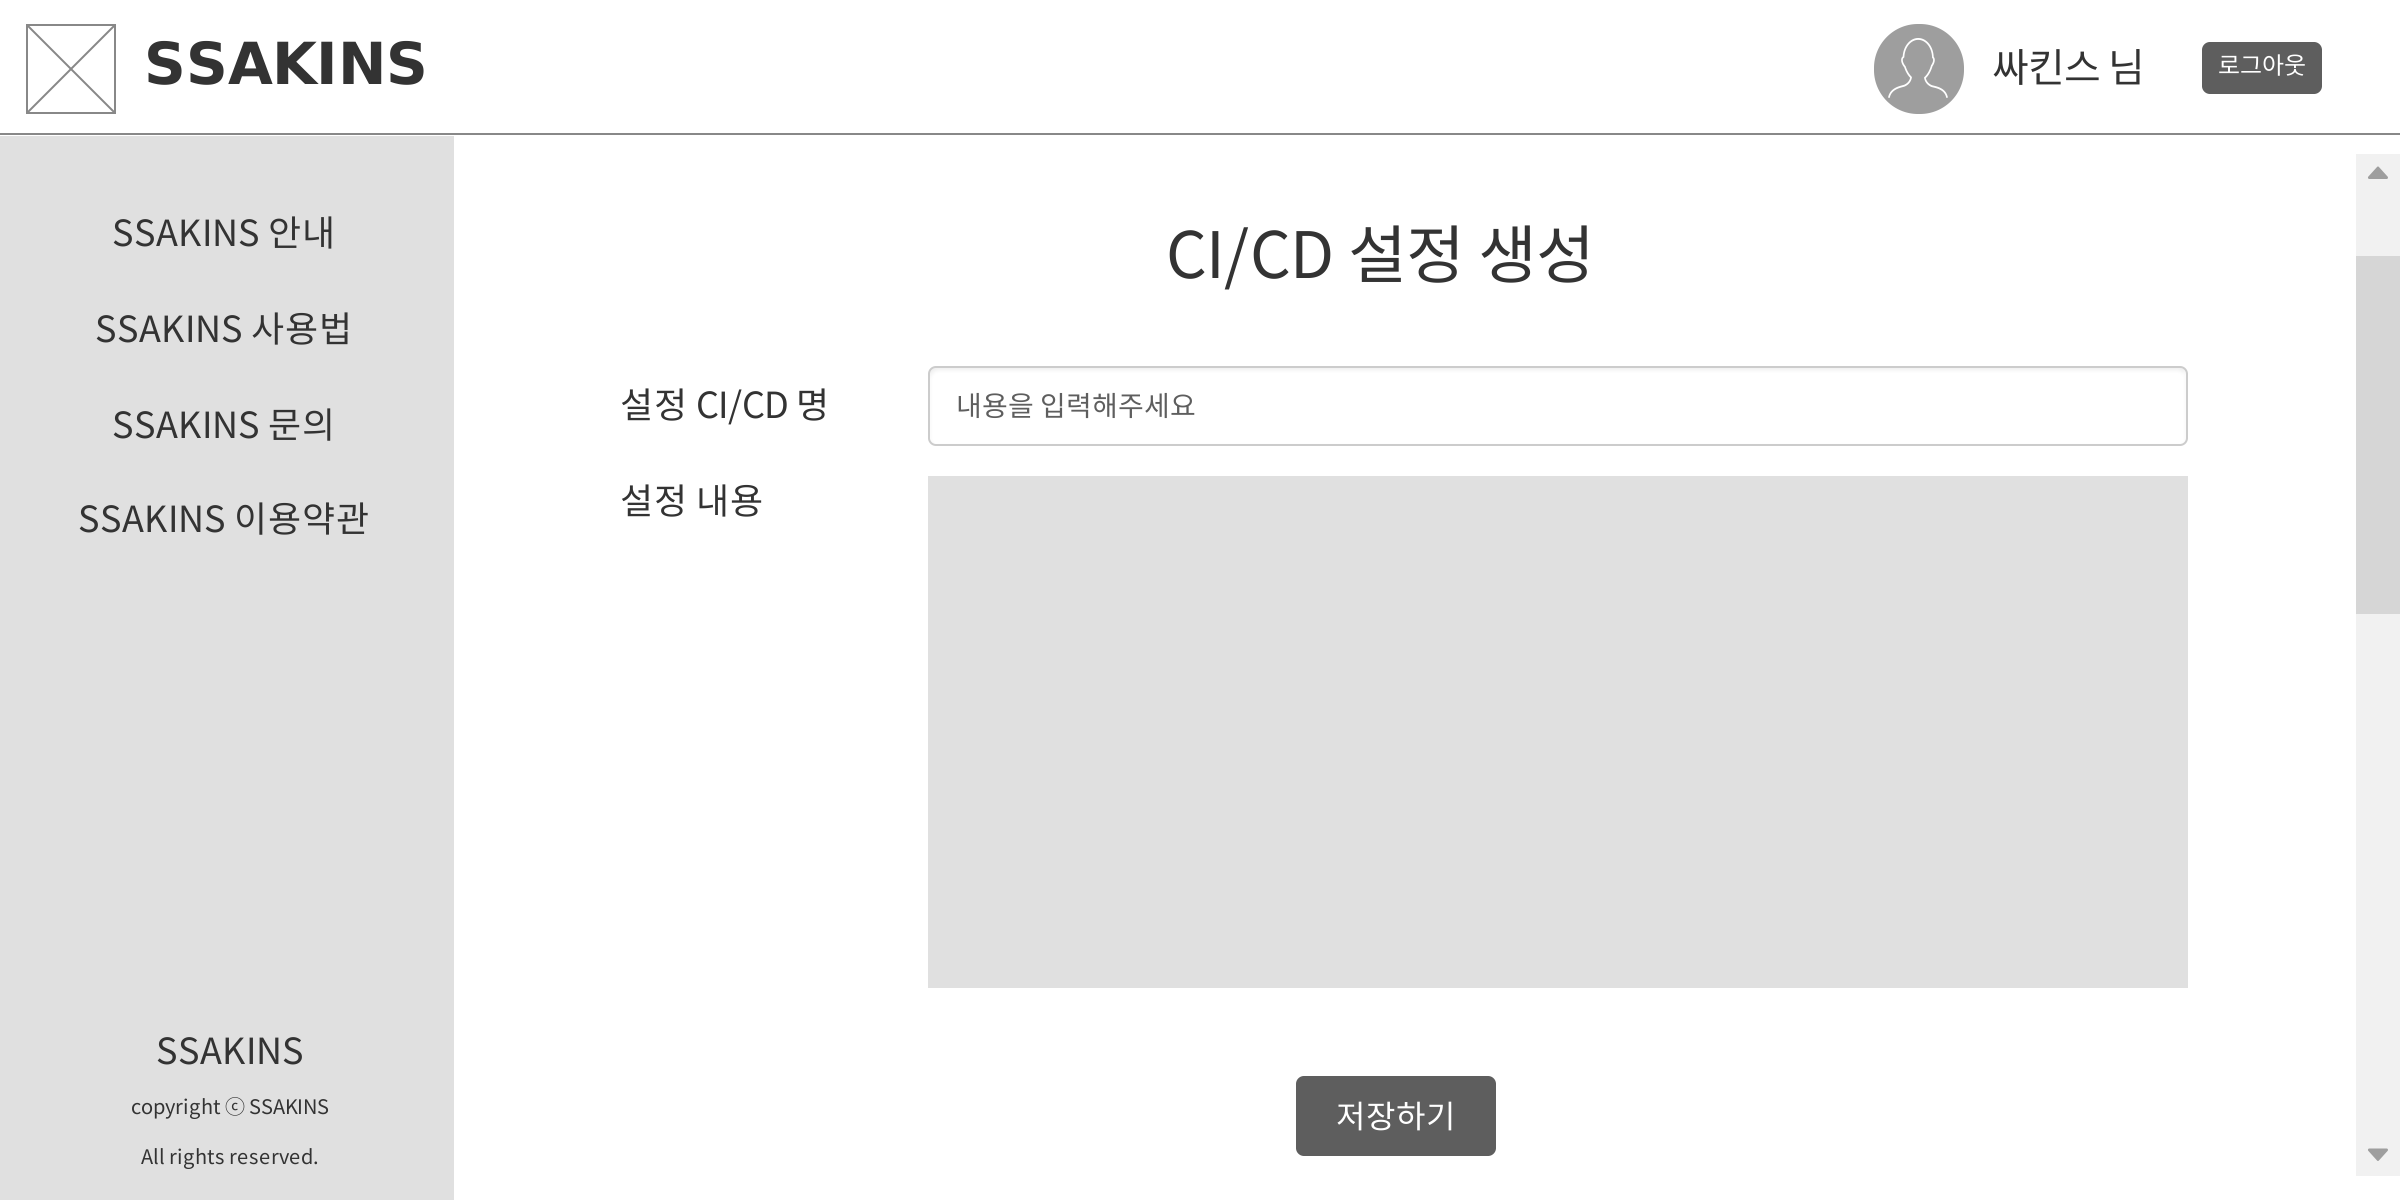 SSAKINS
싸킨스 님
로그아웃
SSAKINS 안내
SSAKINS 사용법
SSAKINS 문의
SSAKINS 이용약관
SSAKINS
copyright ⓒ SSAKINS
All rights reserved.
CI/CD 설정 생성
설정 CI/CD 명
내용을 입력해주세요
설정 내용
저장하기